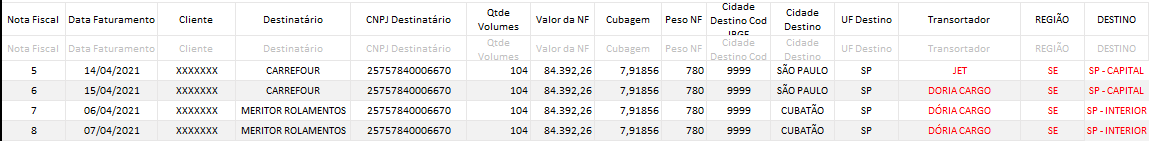 Nota Fiscal Data Faturamento Cliente Destinatário CNPJ Destinatário Qtde Volumes Valor da NF Cubagem Peso NF Cidade Destino Cod IBGE Cidade Destino UF Destino Transortador REGIÃO DESTINO
Nota Fiscal Data Faturamento Cliente Destinatário CNPJ Destinatário Qtde Volumes Valor da NF Cubagem Peso NF Cidade Destino Cod Cidade Destino UF Destino Transortador REGIÃO DESTINO
5 14/04/2021 XXXXXXX CARREFOUR 25757840006670 104 84.392,26 7,91856 780 9999 SÃO PAULO SP JET SE SP - CAPITAL
6 15/04/2021 XXXXXXX CARREFOUR 25757840006670 104 84.392,26 7,91856 780 9999 SÃO PAULO SP DORIA CARGO SE SP - CAPITAL
7 06/04/2021 XXXXXXX MERITOR ROLAMENTOS 25757840006670 104 84.392,26 7,91856 780 9999 CUBATÃO SP DÓRIA CARGO SE SP - INTERIOR
8 07/04/2021 XXXXXXX MERITOR ROLAMENTOS 25757840006670 104 84.392,26 7,91856 780 9999 CUBATÃO SP DÓRIA CARGO SE SP - INTERIOR